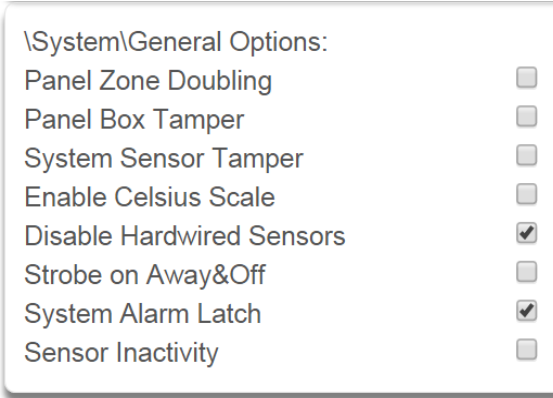 \System\General Options:
Panel Zone Doubling
Panel Box Tamper
System Sensor Tamper
Enable Celsius Scale
Disable Hardwired Sensors
Strobe on Away&Off
System Alarm Latch
Sensor Inactivity